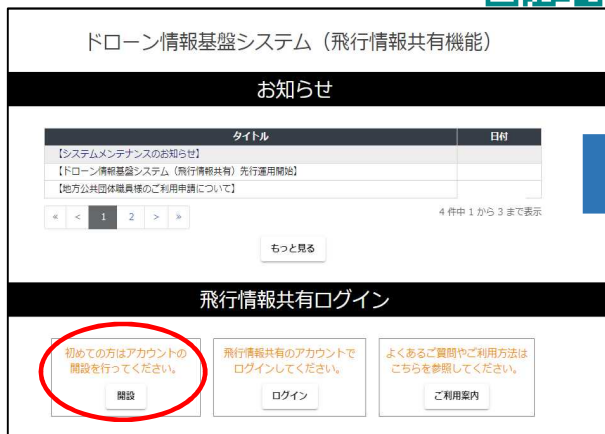 ドローン情報基盤システム（飛行情報共有機能）
お知らせ
タイトル 日付
【システムメンテナンスのお知らせ】
【ドローン情報基盤システム（飛行情報共有）先行運用開始】
【地方公共団体職員様のご利用申請について】
« < 1 2 > »
4 件中 1 から 3 まで表示
もっと見る
飛行情報共有ログイン
初めての方はアカウントの
開設を行ってください。
開設
飛行情報共有のアカウントで
ログインしてください。
ログイン
よくあるご質問やご利用方法は
こちらを参照してください。
ご利用案内